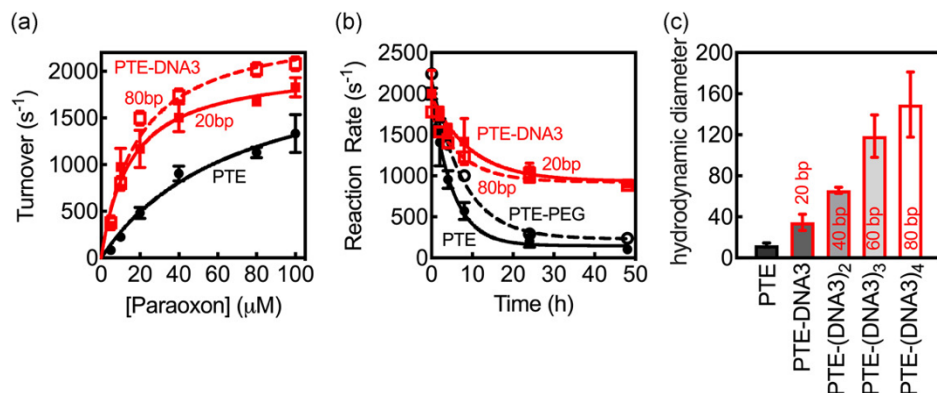 (a)
Turnover (s⁻¹)
2000
1500
1000
500
0
PTE-DNA3
80bp
20bp
PTE
0 20 40 60 80 100
[Paraoxon] (μM)
(b)
Reaction Rate (s⁻¹)
2500
2000
1500
1000
500
0
PTE-DNA3
20bp
80bp
PTE-PEG
PTE
0 10 20 30 40 50
Time (h)
(c)
hydrodynamic diameter
200
160
120
80
40
0
20 bp
40 bp
60 bp
80 bp
PTE
PTE-DNA3
PTE-(DNA3)₂
PTE-(DNA3)₃
PTE-(DNA3)₄